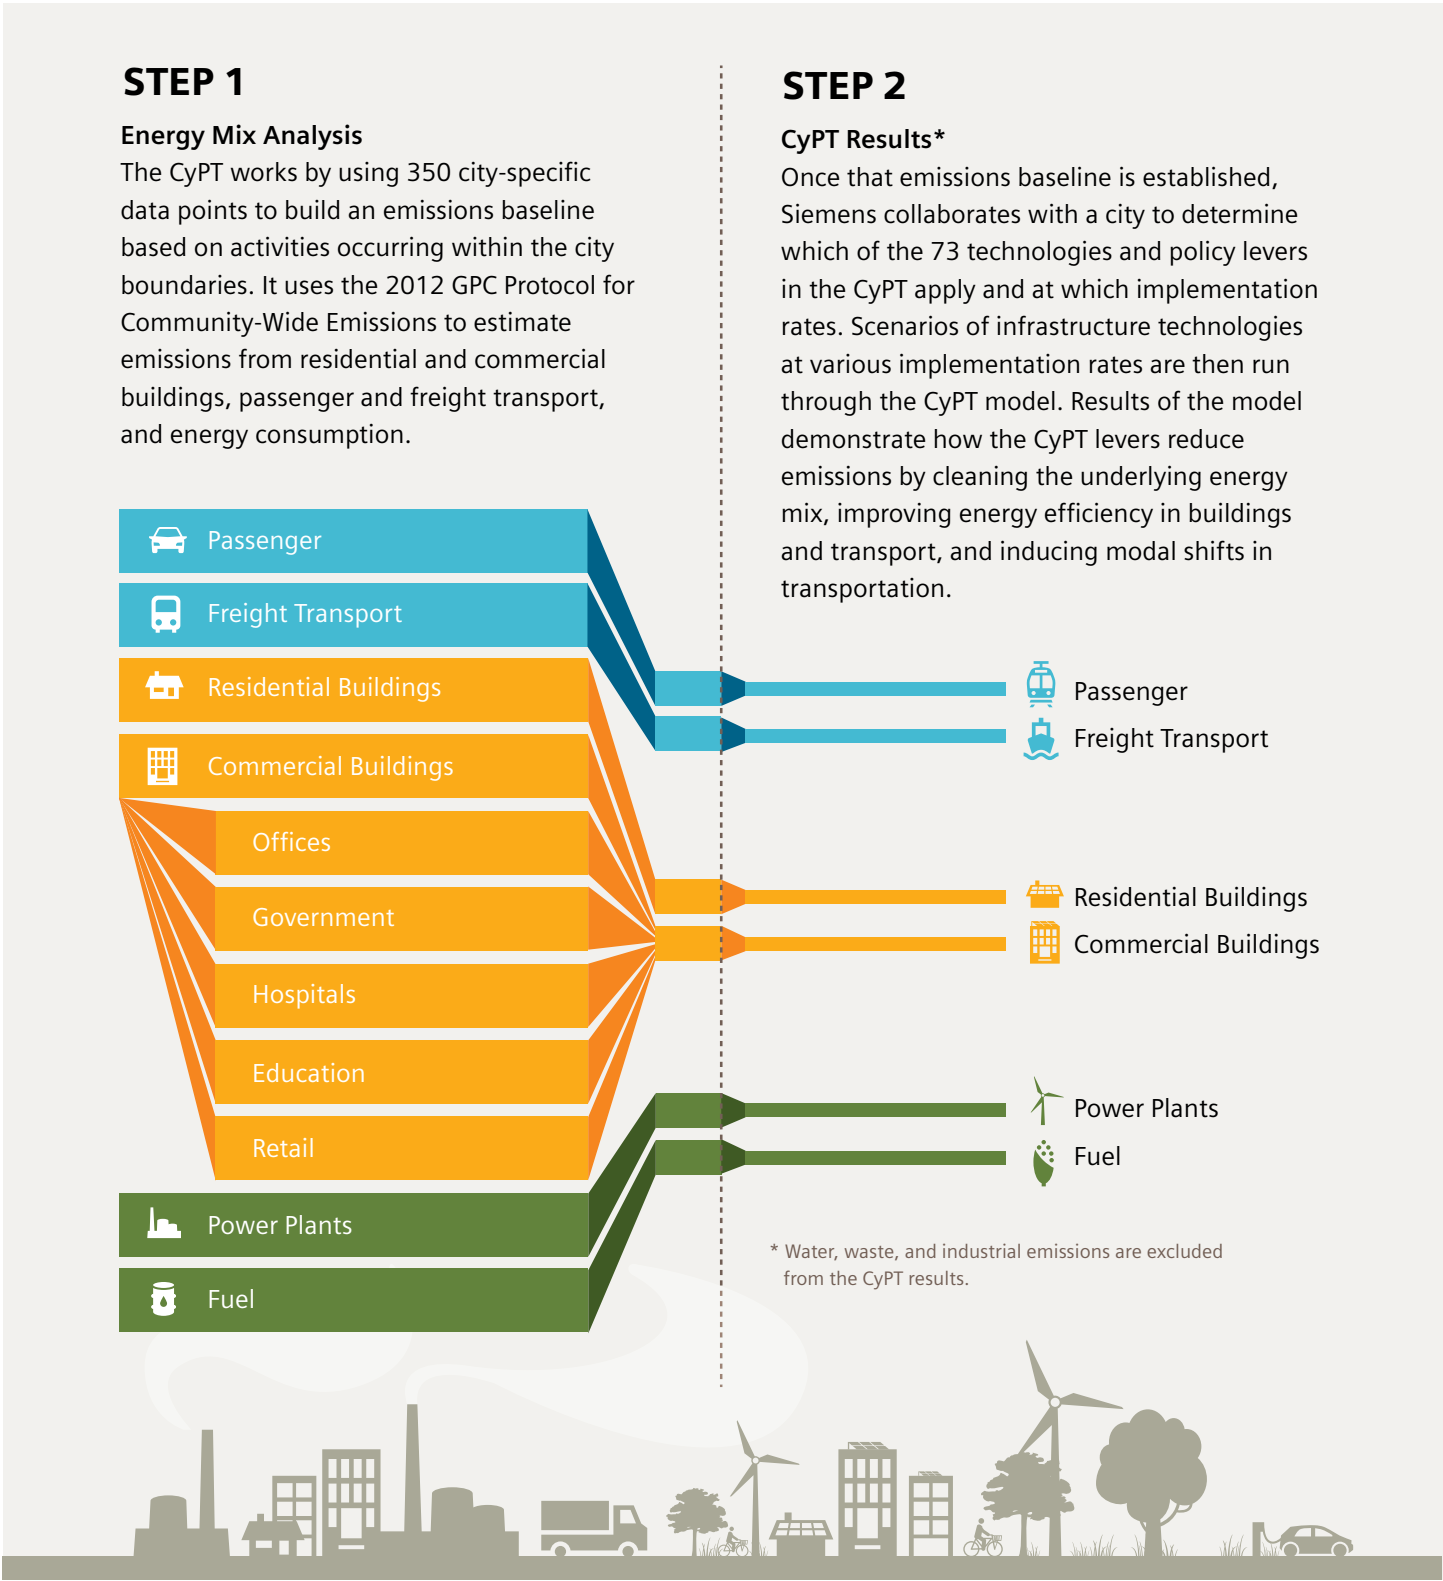 STEP 1
Energy Mix Analysis
The CyPT works by using 350 city-specific
data points to build an emissions baseline
based on activities occurring within the city
boundaries. It uses the 2012 GPC Protocol for
Community-Wide Emissions to estimate
emissions from residential and commercial
buildings, passenger and freight transport,
and energy consumption.
Passenger
Freight Transport
Residential Buildings
Commercial Buildings
Offices
Government
Hospitals
Education
Retail
Power Plants
Fuel
STEP 2
CyPT Results*
Once that emissions baseline is established,
Siemens collaborates with a city to determine
which of the 73 technologies and policy levers
in the CyPT apply and at which implementation
rates. Scenarios of infrastructure technologies
at various implementation rates are then run
through the CyPT model. Results of the model
demonstrate how the CyPT levers reduce
emissions by cleaning the underlying energy
mix, improving energy efficiency in buildings
and transport, and inducing modal shifts in
transportation.
Passenger
Freight Transport
Residential Buildings
Commercial Buildings
Power Plants
Fuel
* Water, waste, and industrial emissions are excluded
from the CyPT results.